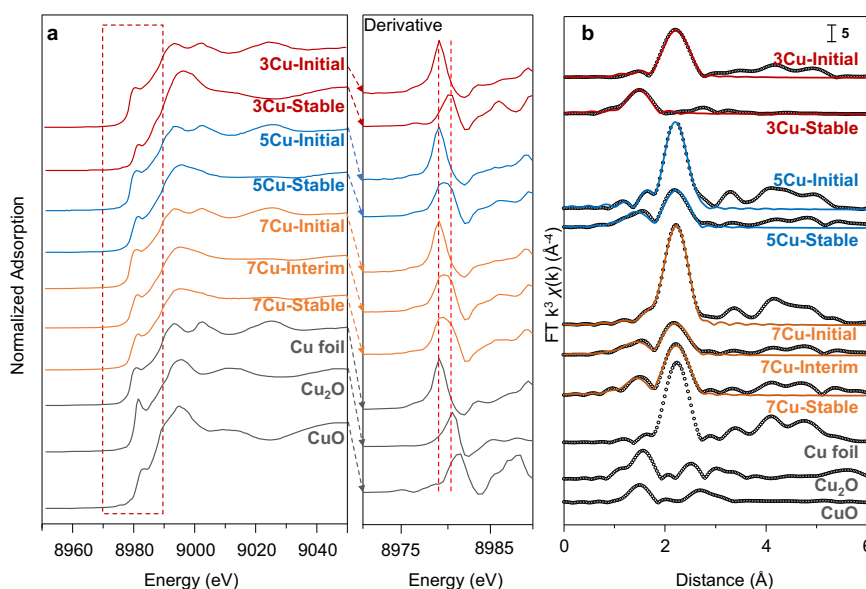 a
Normalized Adsorption
3Cu-Initial
3Cu-Stable
5Cu-Initial
5Cu-Stable
7Cu-Initial
7Cu-Interim
7Cu-Stable
Cu foil
Cu₂O
CuO
8960 8980 9000 9020 9040
Energy (eV)
Derivative
8975 8985
Energy (eV)
b
5
FT k³ χ(k) (Å⁻⁴)
3Cu-Initial
3Cu-Stable
5Cu-Initial
5Cu-Stable
7Cu-Initial
7Cu-Interim
7Cu-Stable
Cu foil
Cu₂O
CuO
0 2 4 6
Distance (Å)